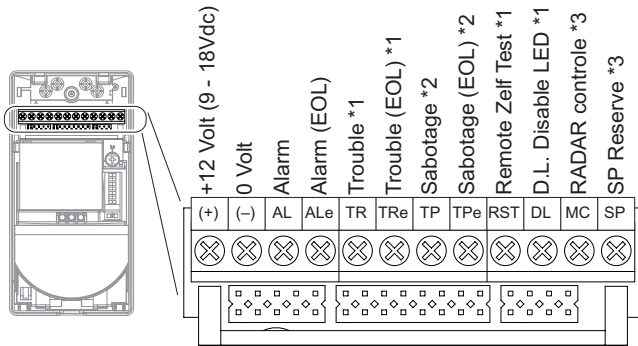 +12 Volt (9 - 18Vdc)
0 Volt
Alarm
Alarm (EOL)
Trouble *1
Trouble (EOL) *1
Sabotage *2
Sabotage (EOL) *2
Remote Zelf Test *1
D.L. Disable LED *1
RADAR controle *3
SP Reserve *3
(+) (–) AL ALe TR TRe TP TPe RST DL MC SP